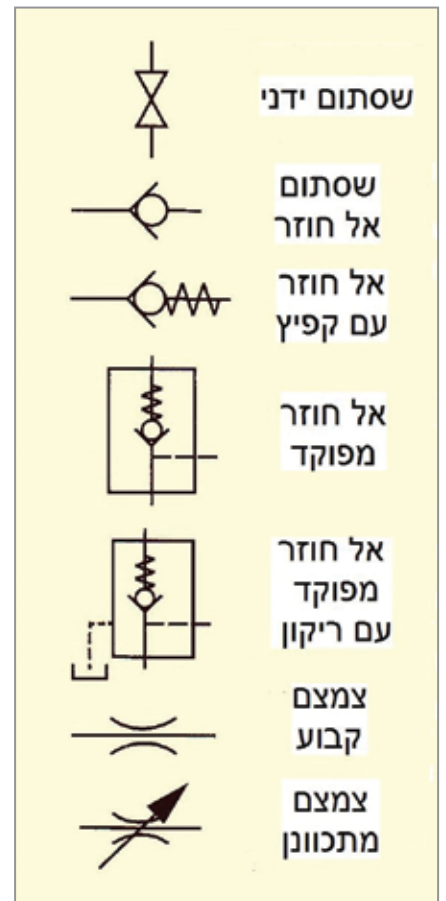 שסתום ידני
שסתום
אל חוזר
אל חוזר
עם קפיץ
אל חוזר
מפוקד
אל חוזר
מפוקד
עם ריקון
צמצם
קבוע
צמצם
מתכוונן